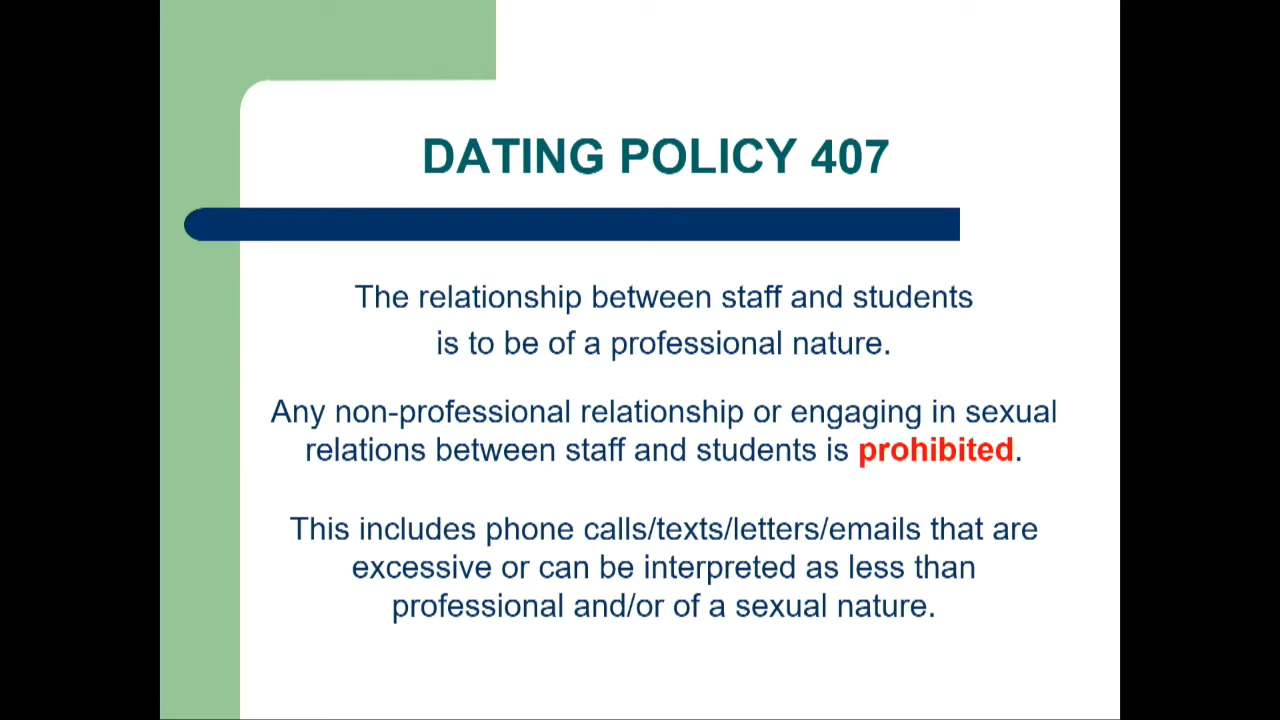 DATING POLICY 407
The relationship between staff and students
is to be of a professional nature.
Any non-professional relationship or engaging in sexual
relations between staff and students is prohibited.
This includes phone calls/texts/letters/emails that are
excessive or can be interpreted as less than
professional and/or of a sexual nature.